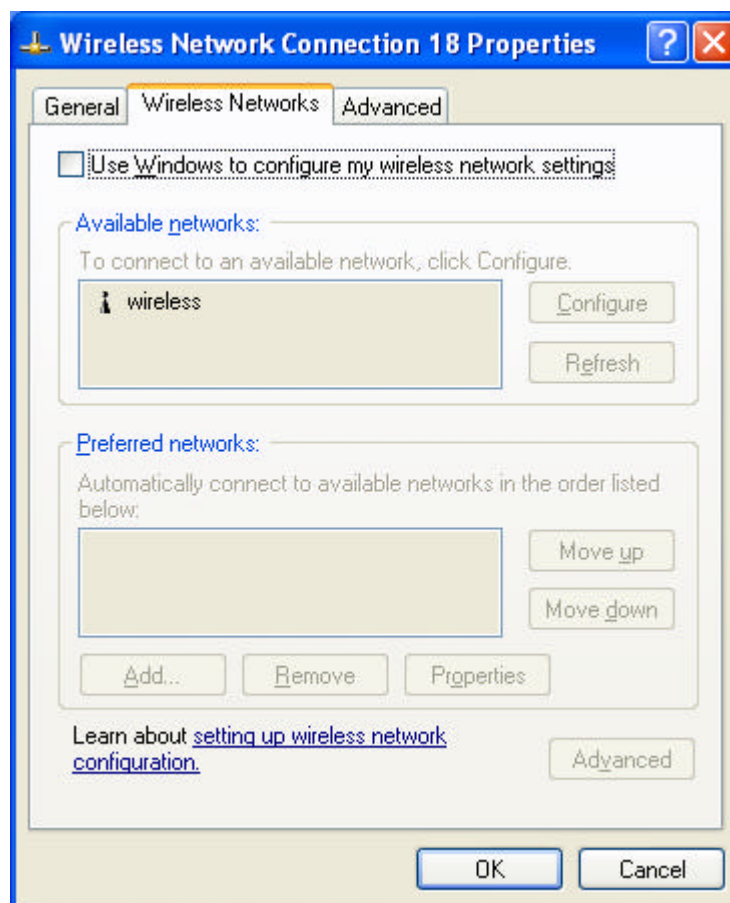 Wireless Network Connection 18 Properties
General Wireless Networks Advanced
Use Windows to configure my wireless network settings
Available networks:
To connect to an available network, click Configure.
wireless
Configure
Refresh
Preferred networks:
Automatically connect to available networks in the order listed
below:
Move up
Move down
Add... Remove Properties
Learn about setting up wireless network
configuration.
Advanced
OK Cancel